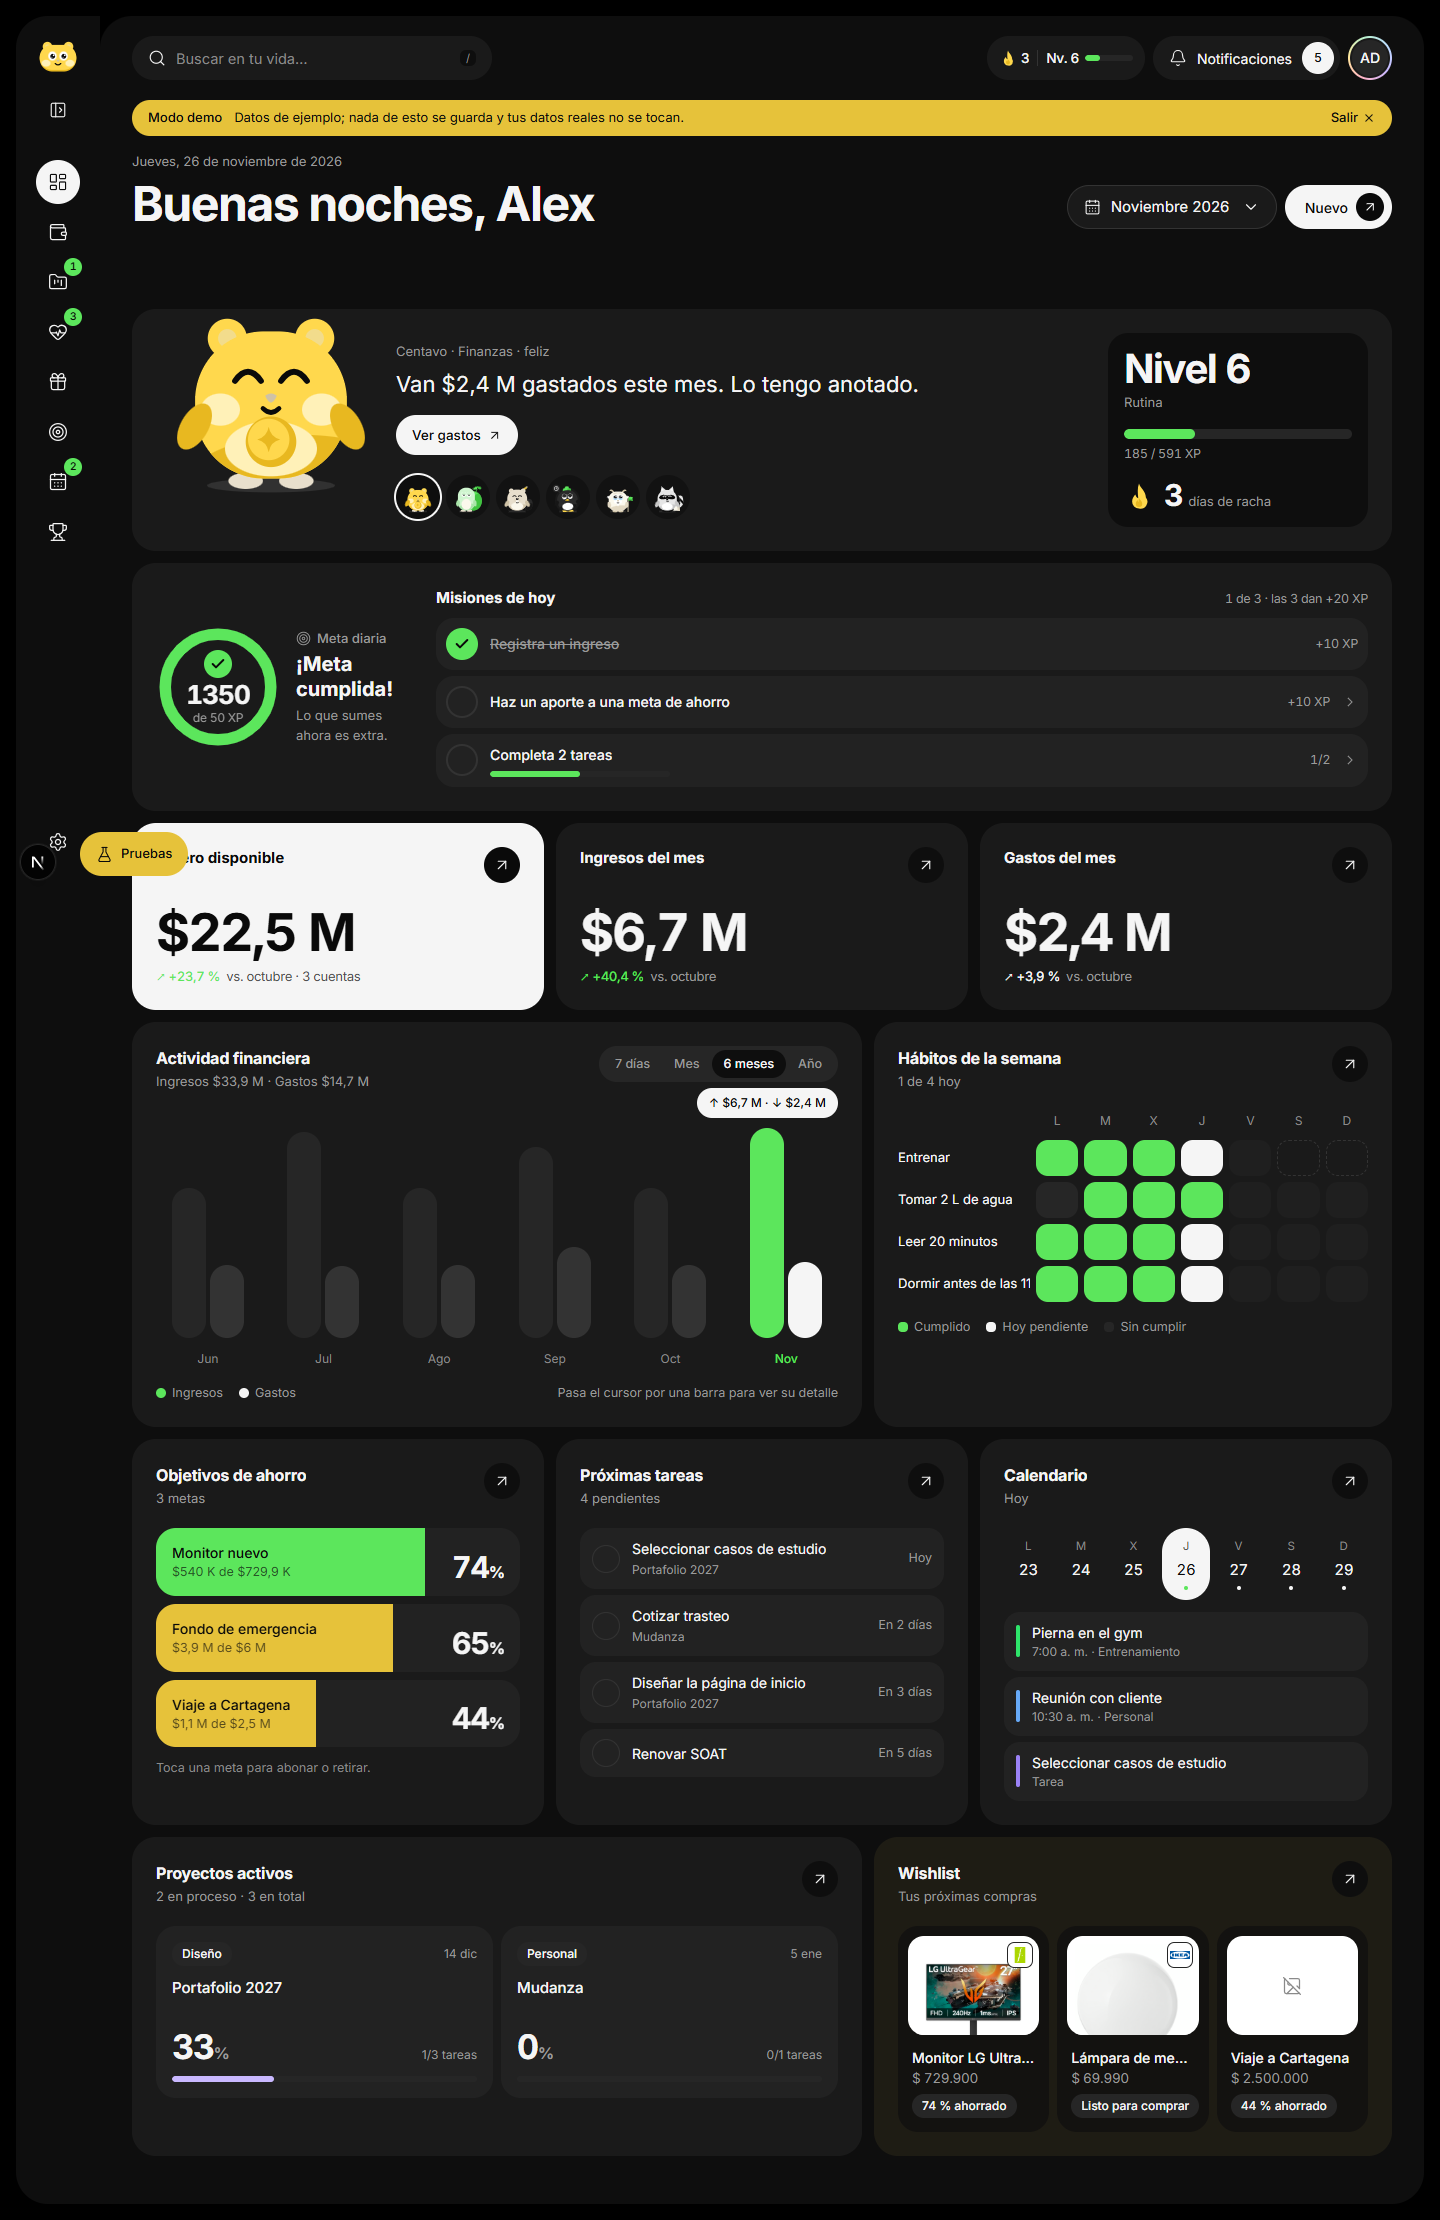 Buscar en tu vida...
/
3
Nv. 6
Notificaciones
5
AD
Modo demo Datos de ejemplo; nada de esto se guarda y tus datos reales no se tocan.
Salir ×
Jueves, 26 de noviembre de 2026
Buenas noches, Alex
Noviembre 2026
Nuevo
1
3
2
Centavo · Finanzas · feliz
Van $2,4 M gastados este mes. Lo tengo anotado.
Ver gastos
Nivel 6
Rutina
185 / 591 XP
3 días de racha
Meta diaria
¡Meta
cumplida!
Lo que sumes
ahora es extra.
1350
de 50 XP
Misiones de hoy
1 de 3 · las 3 dan +20 XP
Registra un ingreso
+10 XP
Haz un aporte a una meta de ahorro
+10 XP
Completa 2 tareas
1/2
N
Pruebas
ero disponible
$22,5 M
+23,7 % vs. octubre · 3 cuentas
Ingresos del mes
$6,7 M
+40,4 % vs. octubre
Gastos del mes
$2,4 M
+3,9 % vs. octubre
Actividad financiera
Ingresos $33,9 M · Gastos $14,7 M
7 días Mes 6 meses Año
↑ $6,7 M · ↓ $2,4 M
Jun Jul Ago Sep Oct Nov
Ingresos Gastos
Pasa el cursor por una barra para ver su detalle
Hábitos de la semana
1 de 4 hoy
L M X J V S D
Entrenar
Tomar 2 L de agua
Leer 20 minutos
Dormir antes de las 11
Cumplido Hoy pendiente Sin cumplir
Objetivos de ahorro
3 metas
Monitor nuevo
$540 K de $729,9 K
74%
Fondo de emergencia
$3,9 M de $6 M
65%
Viaje a Cartagena
$1,1 M de $2,5 M
44%
Toca una meta para abonar o retirar.
Próximas tareas
4 pendientes
Seleccionar casos de estudio
Portafolio 2027
Hoy
Cotizar trasteo
Mudanza
En 2 días
Diseñar la página de inicio
Portafolio 2027
En 3 días
Renovar SOAT
En 5 días
Calendario
Hoy
L M X J V S D
23 24 25 26 27 28 29
Pierna en el gym
7:00 a. m. · Entrenamiento
Reunión con cliente
10:30 a. m. · Personal
Seleccionar casos de estudio
Tarea
Proyectos activos
2 en proceso · 3 en total
Diseño
14 dic
Portafolio 2027
33%
1/3 tareas
Personal
5 ene
Mudanza
0%
0/1 tareas
Wishlist
Tus próximas compras
LG UltraGear 27
FHD 240Hz 1ms IPS
Monitor LG Ultra...
$ 729.900
74 % ahorrado
IKEA
Lámpara de me...
$ 69.990
Listo para comprar
Viaje a Cartagena
$ 2.500.000
44 % ahorrado